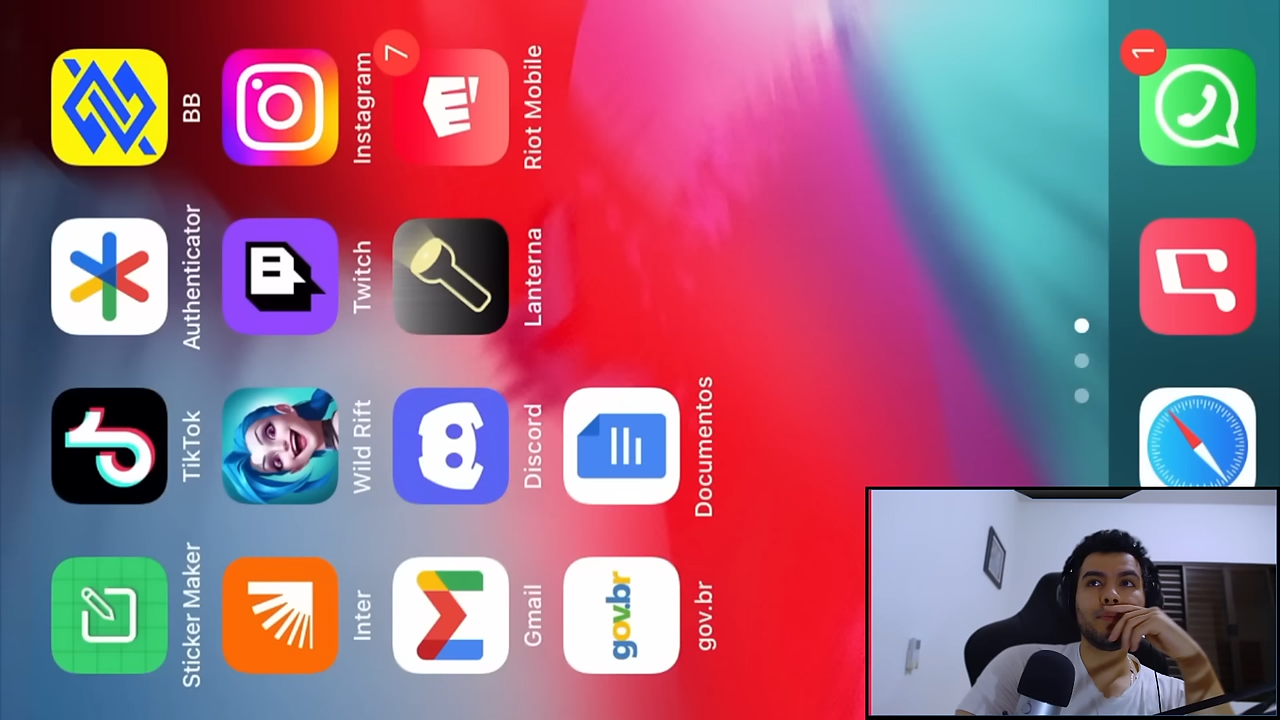 Sticker Maker
TikTok
Authenticator
BB
Inter
Wild Rift
Twitch
Instagram
7
Gmail
Discord
Lanterna
Riot Mobile
gov.br
gov.br
Documentos
1